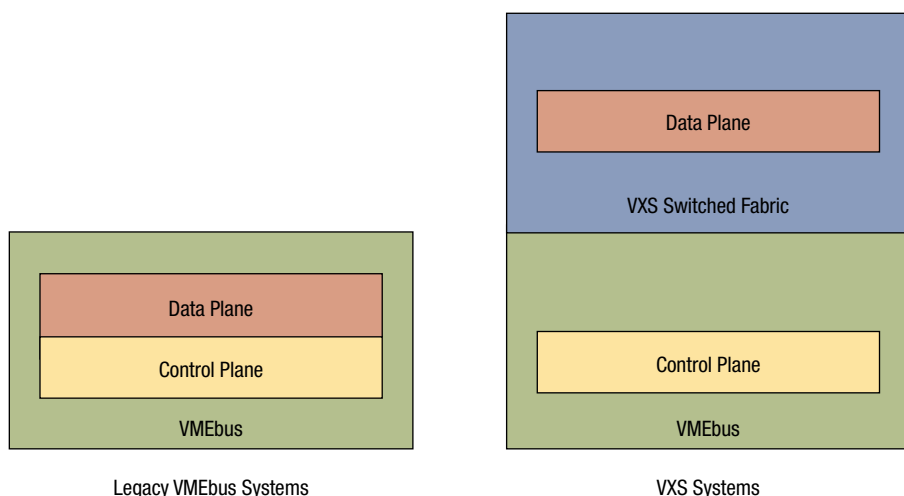 Data Plane
Control Plane
VMEbus
Legacy VMEbus Systems
Data Plane
VXS Switched Fabric
Control Plane
VMEbus
VXS Systems